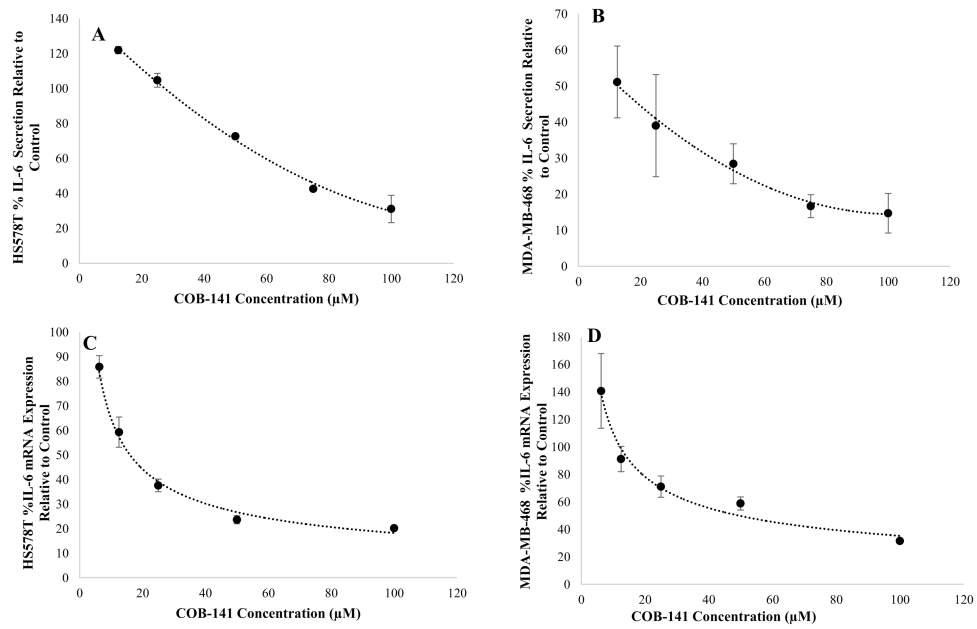 A
HS578T % IL-6 Secretion Relative to
Control
140
120
100
80
60
40
20
0
0 20 40 60 80 100 120
COB-141 Concentration (µM)
B
MDA-MB-468 % IL-6 Secretion Relative
to Control
70
60
50
40
30
20
10
0
0 20 40 60 80 100 120
COB-141 Concentration (µM)
C
HS578T %IL-6 mRNA Expression
Relative to Control
100
90
80
70
60
50
40
30
20
10
0
0 20 40 60 80 100 120
COB-141 Concentration (µM)
D
MDA-MB-468 %IL-6 mRNA Expression
Relative to Control
180
160
140
120
100
80
60
40
20
0
0 20 40 60 80 100 120
COB-141 Concentration (µM)